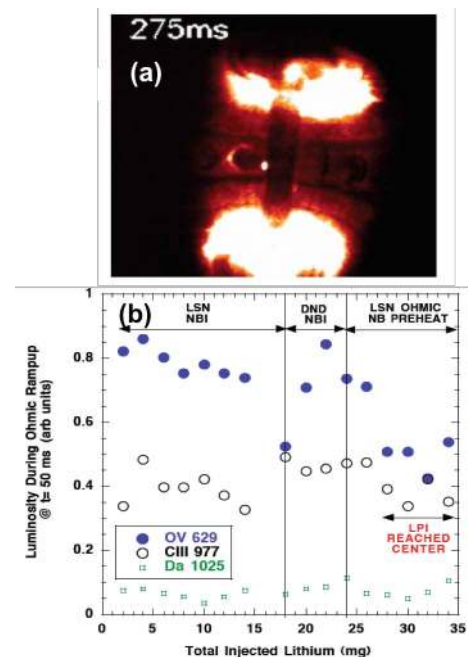 275ms
(a)
(b)
LSN
NBI
DND
NBI
LSN OHMIC
NB PREHEAT
1
0.8
0.6
0.4
0.2
0
Luminosity During Ohmic Rampup
@ t= 50 ms (arb units)
OV 629
CIII 977
Da 1025
LPI
REACHED
CENTER
0 5 10 15 20 25 30 35
Total Injected Lithium (mg)